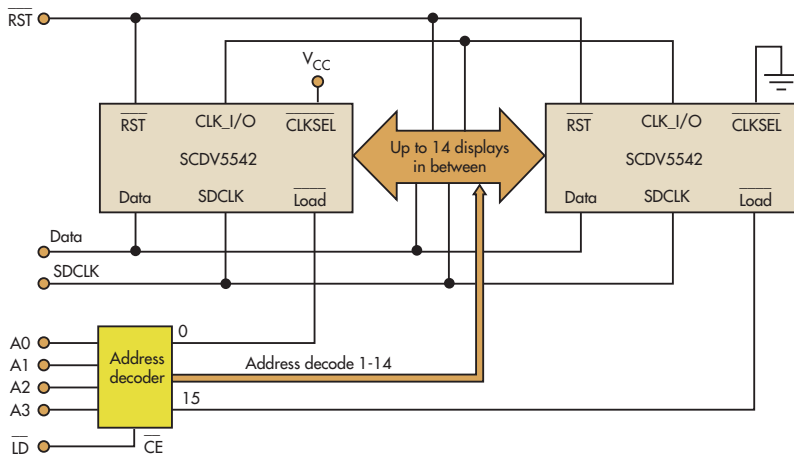 RST
VCC
RST CLK_I/O CLKSEL
SCDV5542
Data SDCLK Load
Up to 14 displays
in between
RST CLK_I/O CLKSEL
SCDV5542
Data SDCLK Load
Data
SDCLK
A0
A1
A2
A3
LD
Address
decoder
CE
0
Address decode 1-14
15